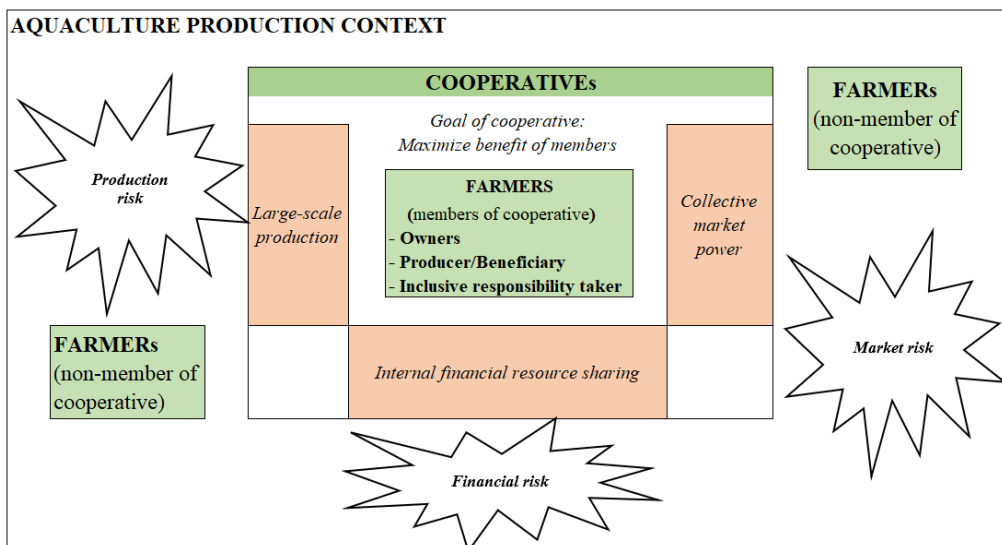 AQUACULTURE PRODUCTION CONTEXT
COOPERATIVEs
Goal of cooperative:
Maximize benefit of members
FARMERs
(non-member of
cooperative)
Production
risk
Large-scale
production
FARMERS
(members of cooperative)
- Owners
- Producer/Beneficiary
- Inclusive responsibility taker
Collective
market
power
FARMERs
(non-member of
cooperative)
Internal financial resource sharing
Market risk
Financial risk